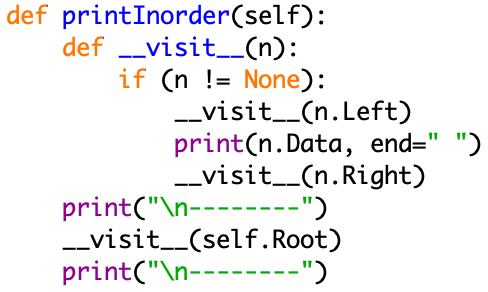 def printInorder(self):
    def __visit__(n):
        if (n != None):
            __visit__(n.Left)
            print(n.Data, end=" ")
            __visit__(n.Right)
    print("\n--------")
    __visit__(self.Root)
    print("\n--------")